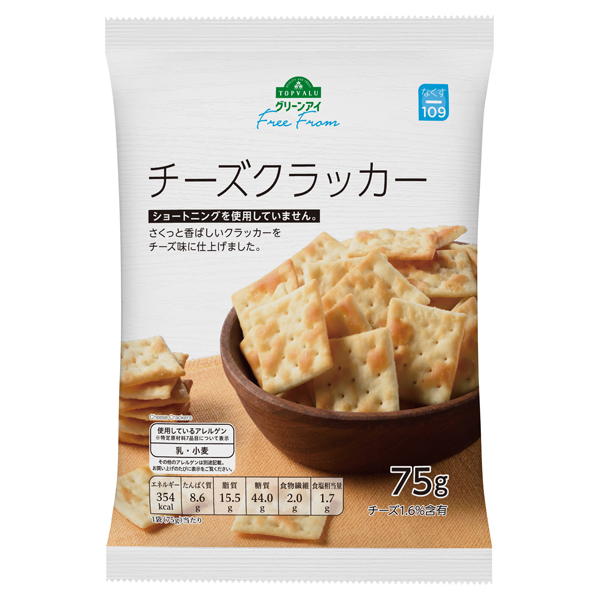 TOPVALU
グリーンアイ
Free From
なくす
109
チーズクラッカー
ショートニングを使用していません。
さくっと香ばしいクラッカーを
チーズ味に仕上げました。
Cheese Crackers
使用しているアレルゲン
※特定原材料7品目について表示
乳・小麦
その他のアレルゲンは別途記載。
お買い上げのたびに表示をご覧ください。
エネルギー たんぱく質 脂質 糖質 食物繊維 食塩相当量
354 kcal 8.6 g 15.5 g 44.0 g 2.0 g 1.7 g
1袋(75g)当たり
75g
チーズ1.6%含有